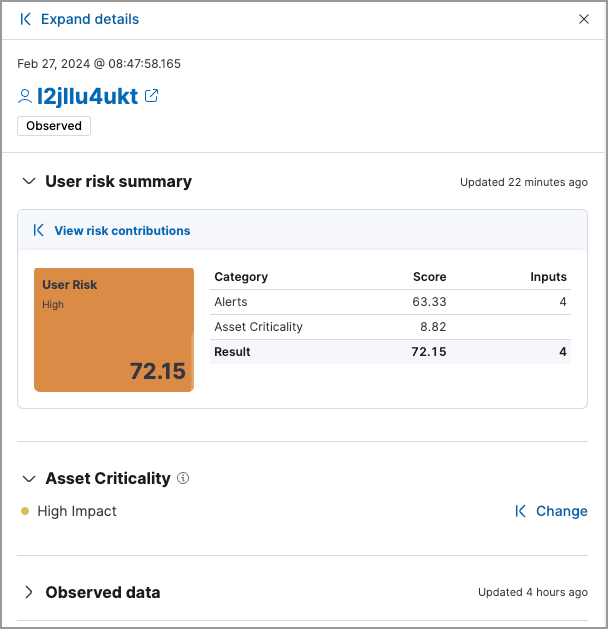 Expand details
Feb 27, 2024 @ 08:47:58.165
l2jllu4ukt
Observed
User risk summary Updated 22 minutes ago
View risk contributions
User Risk
High
72.15
Category Score Inputs
Alerts 63.33 4
Asset Criticality 8.82
Result 72.15 4
Asset Criticality
High Impact Change
Observed data Updated 4 hours ago